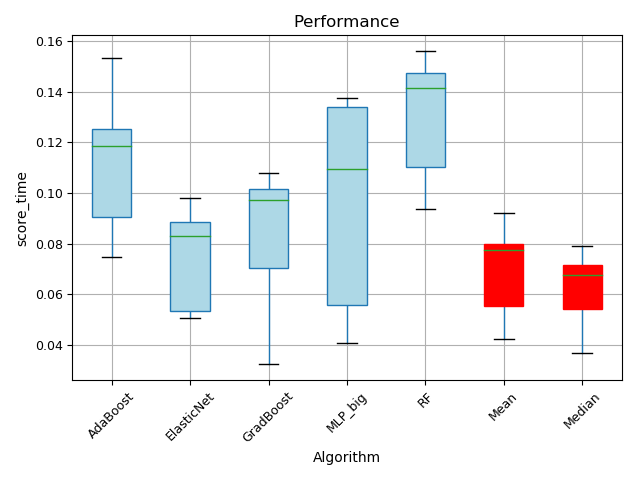 Performance
0.16
0.14
0.12
0.10
0.08
0.06
0.04
score_time
AdaBoost
ElasticNet
GradBoost
MLP_big
RF
Mean
Median
Algorithm